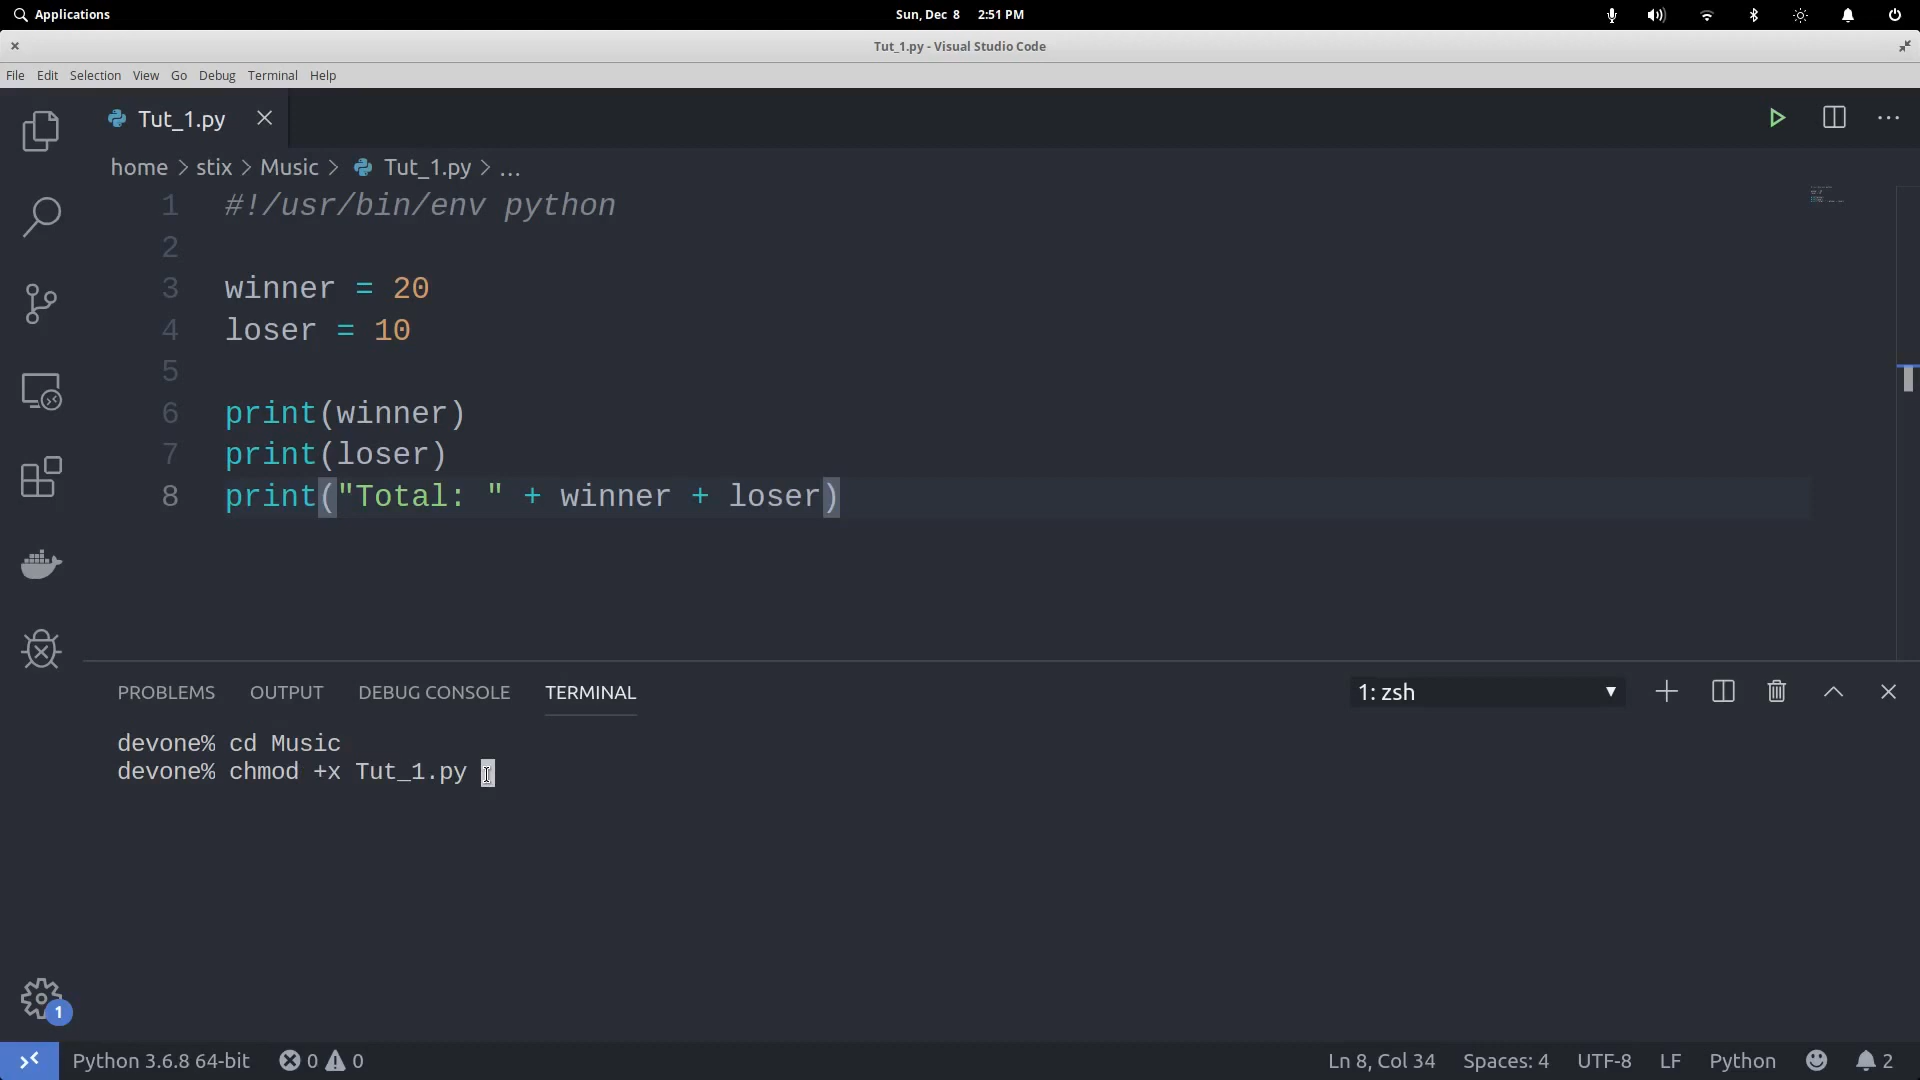 Applications
Sun, Dec 8 2:51 PM
Tut_1.py - Visual Studio Code
File Edit Selection View Go Debug Terminal Help
Tut_1.py
home > stix > Music > Tut_1.py > ...
1 #!/usr/bin/env python
2
3 winner = 20
4 loser = 10
5
6 print(winner)
7 print(loser)
8 print("Total: " + winner + loser)
PROBLEMS OUTPUT DEBUG CONSOLE TERMINAL 1: zsh
devone% cd Music
devone% chmod +x Tut_1.py
1
Python 3.6.8 64-bit 0 0 Ln 8, Col 34 Spaces: 4 UTF-8 LF Python 2